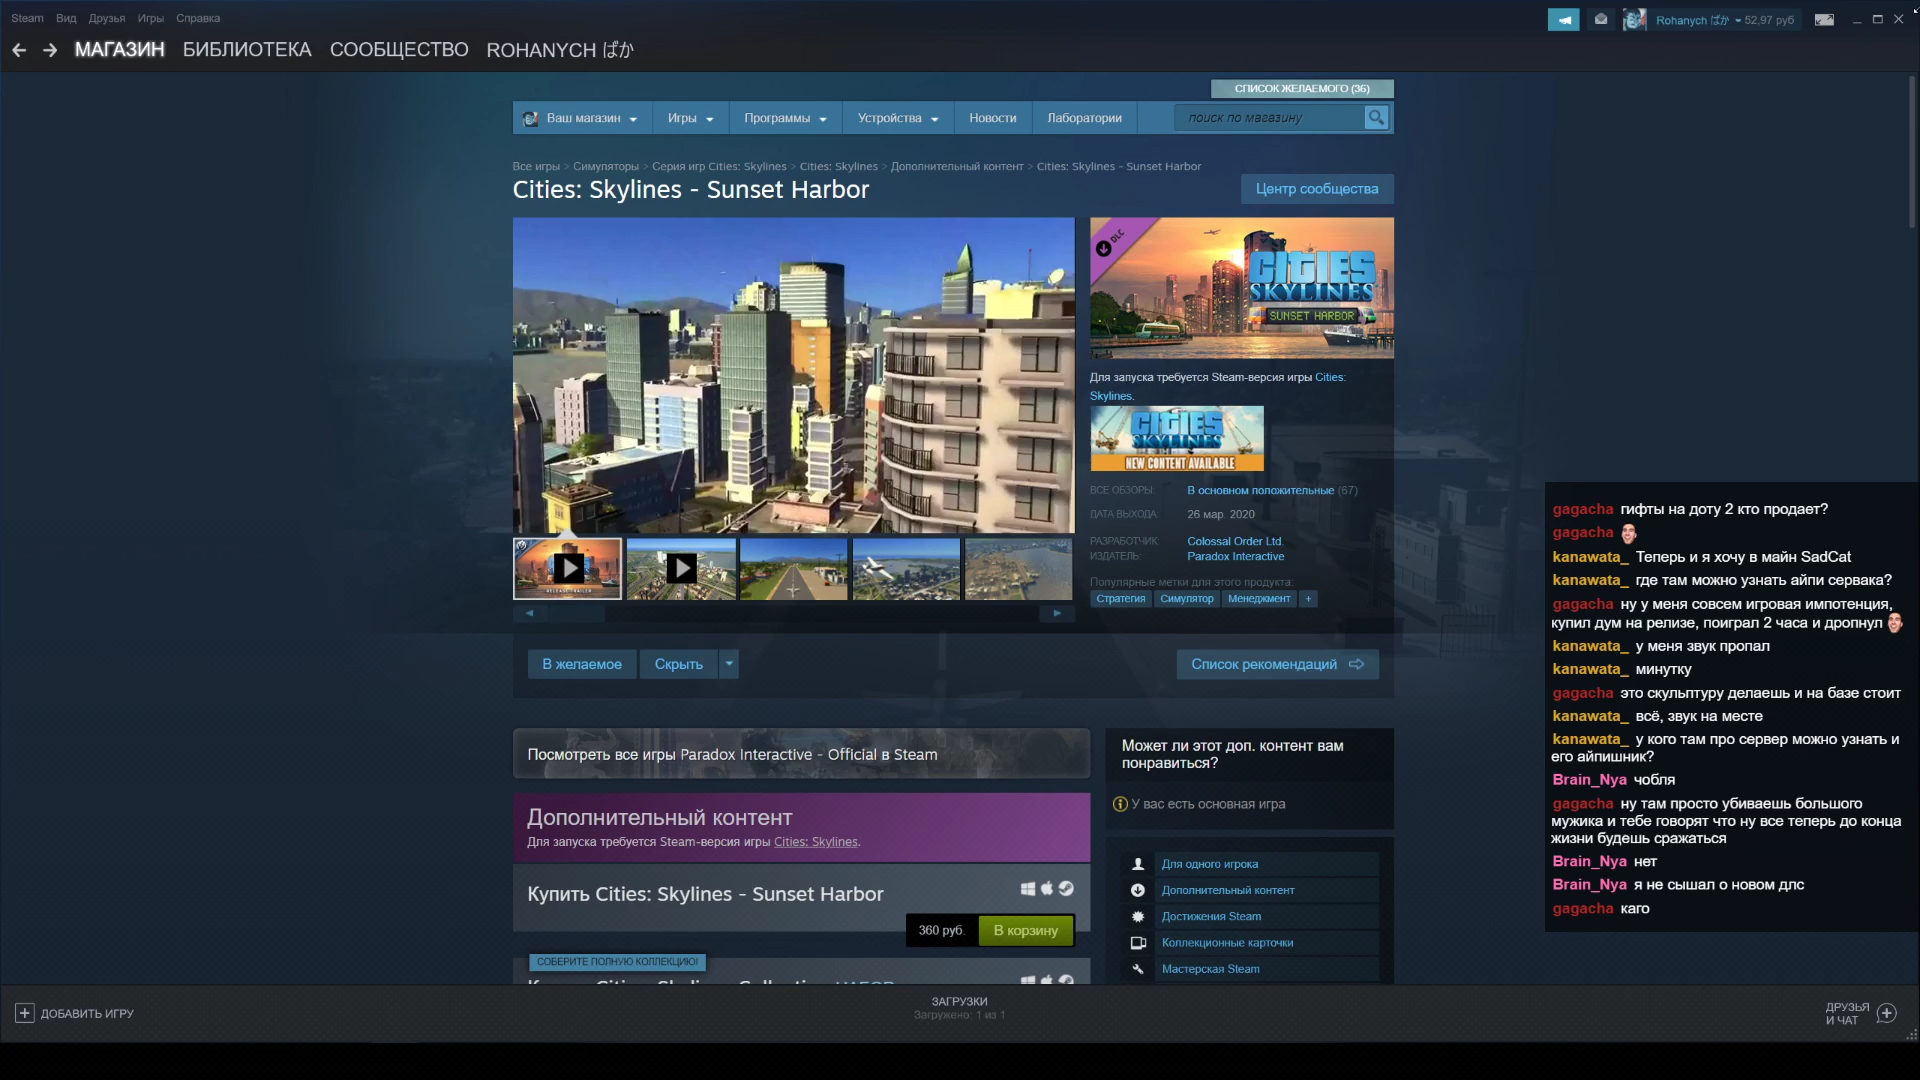 Steam Вид Друзья Игры Справка
Rohanych ばか 52,97 руб
МАГАЗИН БИБЛИОТЕКА СООБЩЕСТВО ROHANYCH ばか
СПИСОК ЖЕЛАЕМОГО (36)
Ваш магазин Игры Программы Устройства Новости Лаборатории поиск по магазину
Все игры > Симуляторы > Серия игр Cities: Skylines > Cities: Skylines > Дополнительный контент > Cities: Skylines - Sunset Harbor
Cities: Skylines - Sunset Harbor
Центр сообщества
DLC
CITIES
SKYLINES
SUNSET HARBOR
Для запуска требуется Steam-версия игры Cities:
Skylines.
CITIES
SKYLINES
NEW CONTENT AVAILABLE
ВСЕ ОБЗОРЫ: В основном положительные (67)
ДАТА ВЫХОДА: 26 мар. 2020
РАЗРАБОТЧИК: Colossal Order Ltd.
ИЗДАТЕЛЬ: Paradox Interactive
Популярные метки для этого продукта:
Стратегия Симулятор Менеджмент +
RELEASE TRAILER
В желаемое Скрыть Список рекомендаций
Посмотреть все игры Paradox Interactive - Official в Steam
Дополнительный контент
Для запуска требуется Steam-версия игры Cities: Skylines.
Купить Cities: Skylines - Sunset Harbor
360 руб. В корзину
СОБЕРИТЕ ПОЛНУЮ КОЛЛЕКЦИЮ!
Может ли этот доп. контент вам
понравиться?
У вас есть основная игра
Для одного игрока
Дополнительный контент
Достижения Steam
Коллекционные карточки
Мастерская Steam
gagacha гифты на доту 2 кто продает?
gagacha
kanawata_ Теперь и я хочу в майн SadCat
kanawata_ где там можно узнать айпи сервака?
gagacha ну у меня совсем игровая импотенция,
купил дум на релизе, поиграл 2 часа и дропнул
kanawata_ у меня звук пропал
kanawata_ минутку
gagacha это скульптуру делаешь и на базе стоит
kanawata_ всё, звук на месте
kanawata_ у кого там про сервер можно узнать и
его айпишник?
Brain_Nya чобля
gagacha ну там просто убиваешь большого
мужика и тебе говорят что ну все теперь до конца
жизни будешь сражаться
Brain_Nya нет
Brain_Nya я не сышал о новом длс
gagacha каго
ДОБАВИТЬ ИГРУ
ЗАГРУЗКИ
Загружено: 1 из 1
ДРУЗЬЯ
И ЧАТ